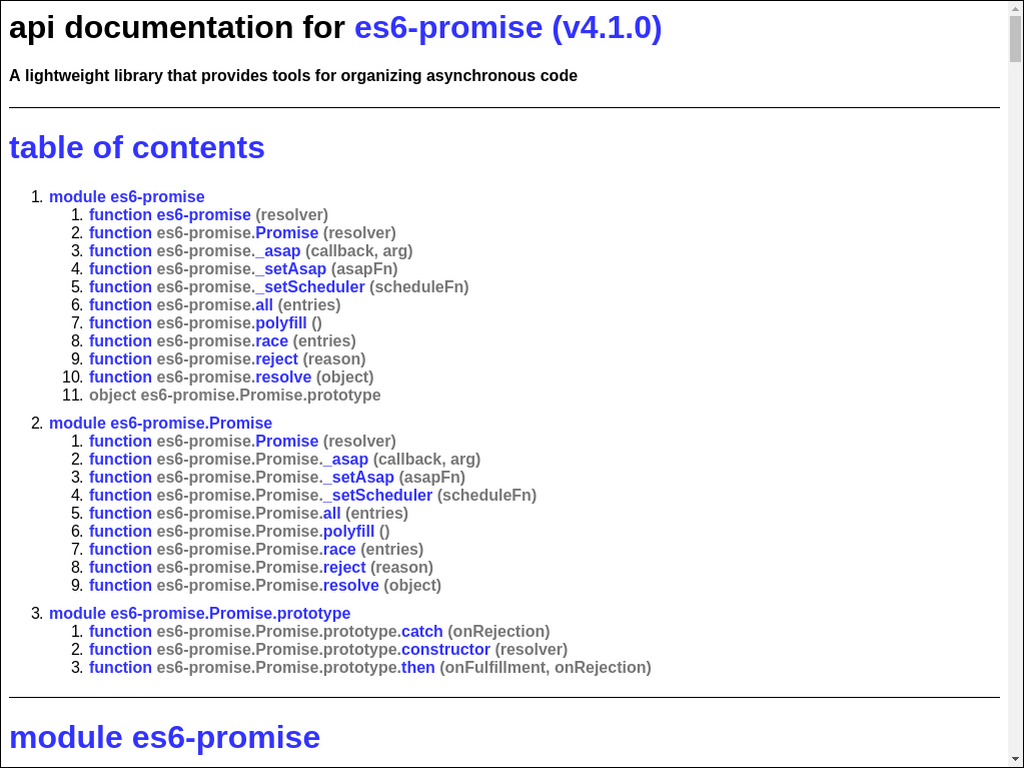 api documentation for es6-promise (v4.1.0)
A lightweight library that provides tools for organizing asynchronous code
table of contents
1. module es6-promise
1. function es6-promise (resolver)
2. function es6-promise.Promise (resolver)
3. function es6-promise._asap (callback, arg)
4. function es6-promise._setAsap (asapFn)
5. function es6-promise._setScheduler (scheduleFn)
6. function es6-promise.all (entries)
7. function es6-promise.polyfill ()
8. function es6-promise.race (entries)
9. function es6-promise.reject (reason)
10. function es6-promise.resolve (object)
11. object es6-promise.Promise.prototype
2. module es6-promise.Promise
1. function es6-promise.Promise (resolver)
2. function es6-promise.Promise._asap (callback, arg)
3. function es6-promise.Promise._setAsap (asapFn)
4. function es6-promise.Promise._setScheduler (scheduleFn)
5. function es6-promise.Promise.all (entries)
6. function es6-promise.Promise.polyfill ()
7. function es6-promise.Promise.race (entries)
8. function es6-promise.Promise.reject (reason)
9. function es6-promise.Promise.resolve (object)
3. module es6-promise.Promise.prototype
1. function es6-promise.Promise.prototype.catch (onRejection)
2. function es6-promise.Promise.prototype.constructor (resolver)
3. function es6-promise.Promise.prototype.then (onFulfillment, onRejection)
module es6-promise